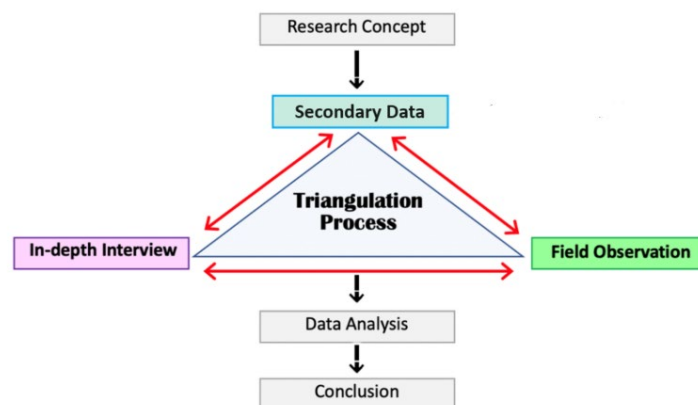 Research Concept
Secondary Data
Triangulation
Process
In-depth Interview
Field Observation
Data Analysis
Conclusion